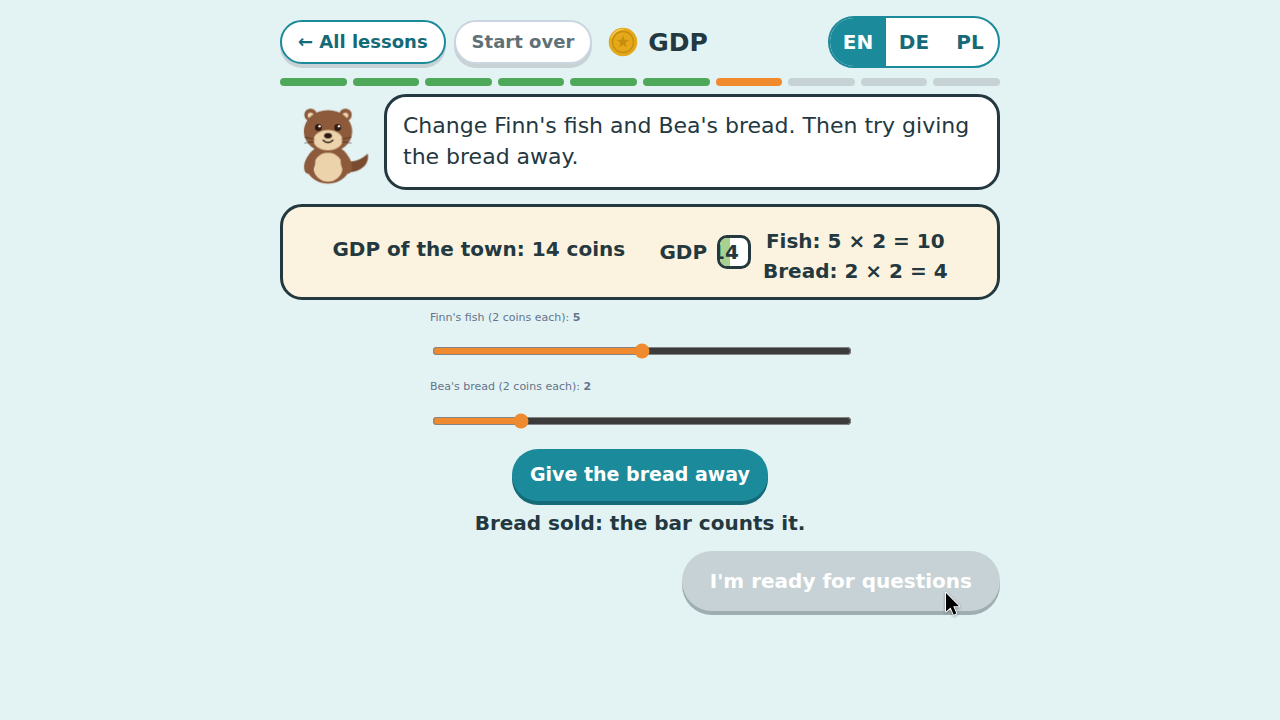 ← All lessons
Start over
GDP
EN
DE
PL
Change Finn's fish and Bea's bread. Then try giving
the bread away.
GDP of the town: 14 coins
GDP
Fish: 5 × 2 = 10
Bread: 2 × 2 = 4
Finn's fish (2 coins each): 5
Bea's bread (2 coins each): 2
Give the bread away
Bread sold: the bar counts it.
I'm ready for questions